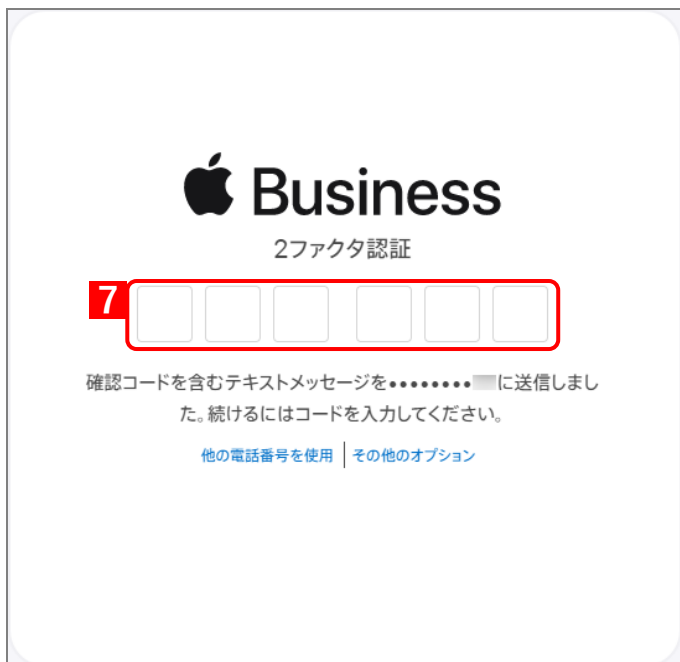 Business
2ファクタ認証
7
確認コードを含むテキストメッセージを••••••••に送信しまし
た。続けるにはコードを入力してください。
他の電話番号を使用 その他のオプション